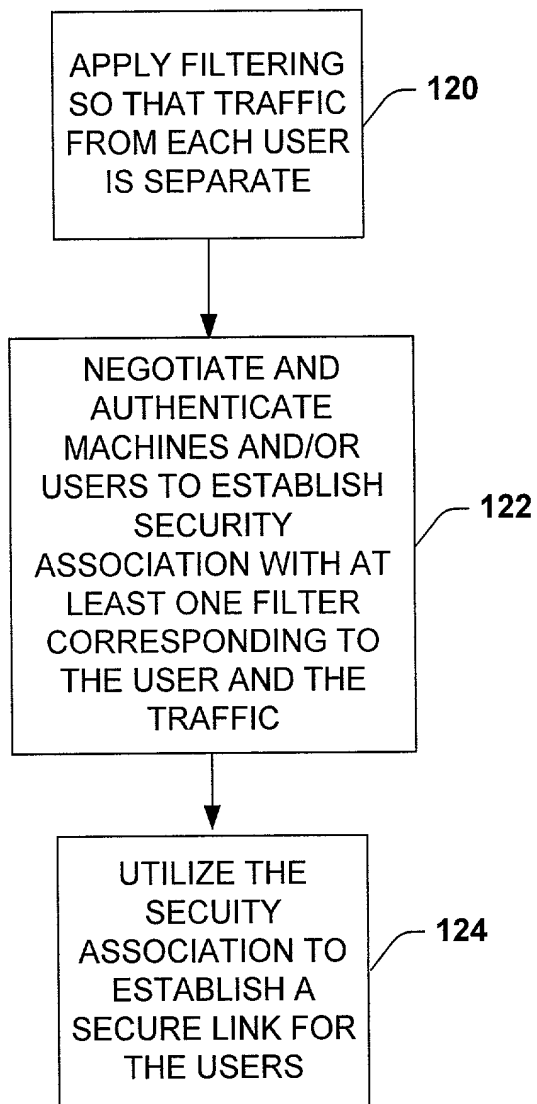 APPLY FILTERING
SO THAT TRAFFIC
FROM EACH USER
IS SEPARATE
120
NEGOTIATE AND
AUTHENTICATE
MACHINES AND/OR
USERS TO ESTABLISH
SECURITY
ASSOCIATION WITH AT
LEAST ONE FILTER
CORRESPONDING TO
THE USER AND THE
TRAFFIC
122
UTILIZE THE
SECUITY
ASSOCIATION TO
ESTABLISH A
SECURE LINK FOR
THE USERS
124